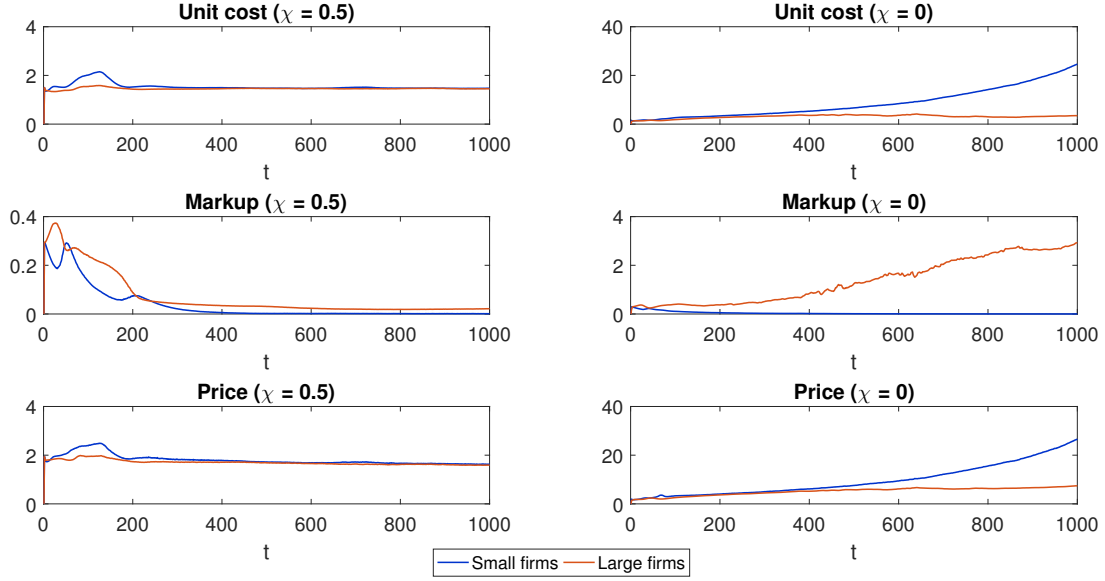 Unit cost (χ = 0.5)
4
2
0
0 200 400 600 800 1000
t
Unit cost (χ = 0)
40
20
0
0 200 400 600 800 1000
t
Markup (χ = 0.5)
0.4
0.2
0
0 200 400 600 800 1000
t
Markup (χ = 0)
4
2
0
0 200 400 600 800 1000
t
Price (χ = 0.5)
4
2
0
0 200 400 600 800 1000
t
Price (χ = 0)
40
20
0
0 200 400 600 800 1000
t
Small firms Large firms